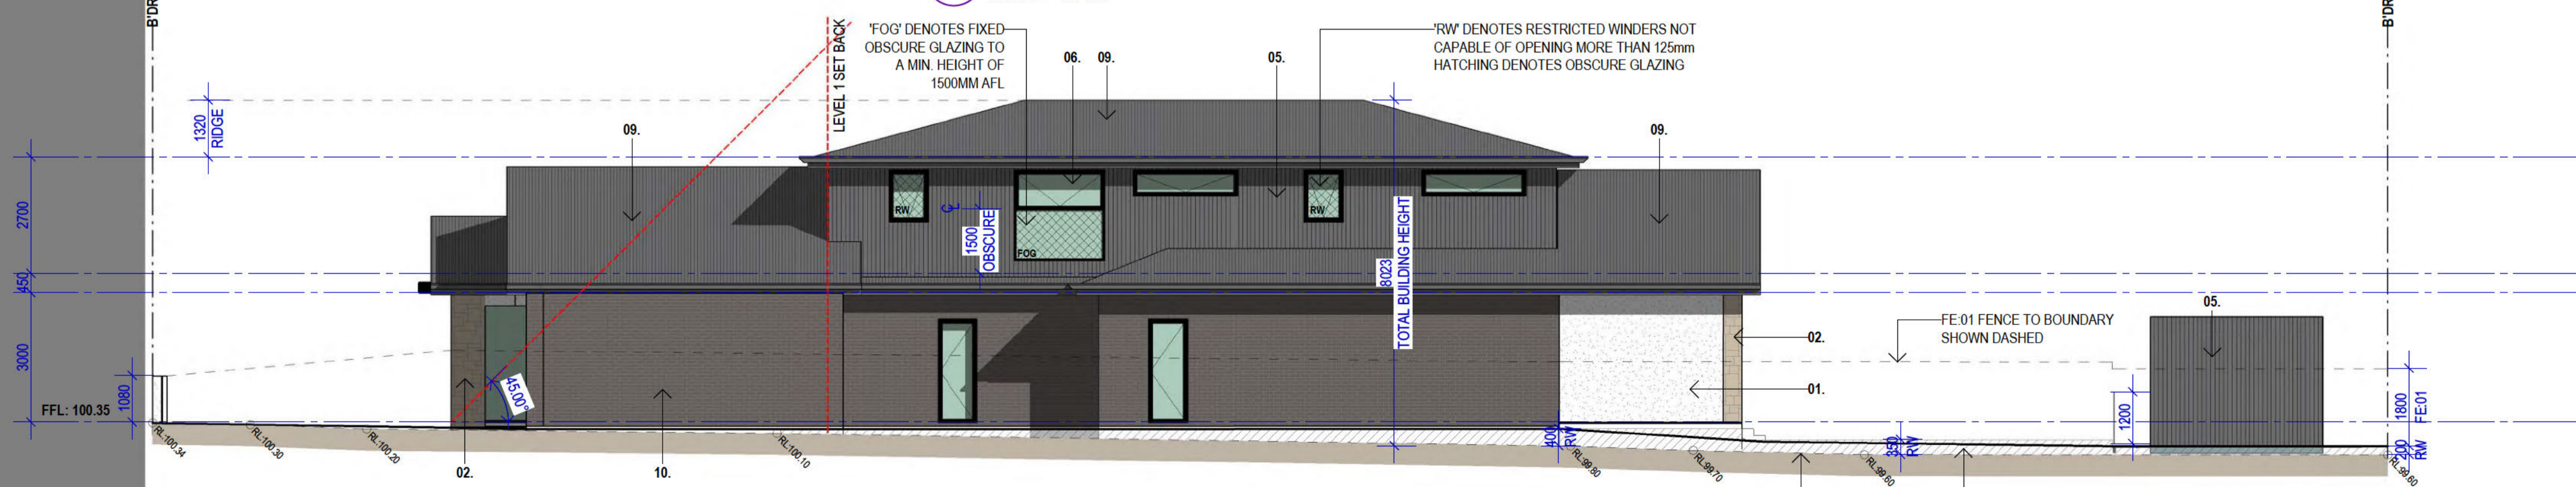 B'DR
B'DR
LEVEL 1 SET BACK
'FOG' DENOTES FIXED
OBSCURE GLAZING TO
A MIN. HEIGHT OF
1500MM AFL
06.
09.
05.
'RW' DENOTES RESTRICTED WINDERS NOT
CAPABLE OF OPENING MORE THAN 125mm
HATCHING DENOTES OBSCURE GLAZING
1320
RIDGE
09.
09.
2700
450
3000
1080
FFL: 100.35
RW
FOG
RW
1500
OBSCURE
8023
TOTAL BUILDING HEIGHT
45.00°
FE:01 FENCE TO BOUNDARY
SHOWN DASHED
05.
02.
01.
1200
1800
FE:01
200
RW
400
RW
350
RW
RL:100.34
RL:100.30
RL:100.20
RL:100.10
RL:99.80
RL:99.70
RL:99.60
RL:99.60
02.
10.